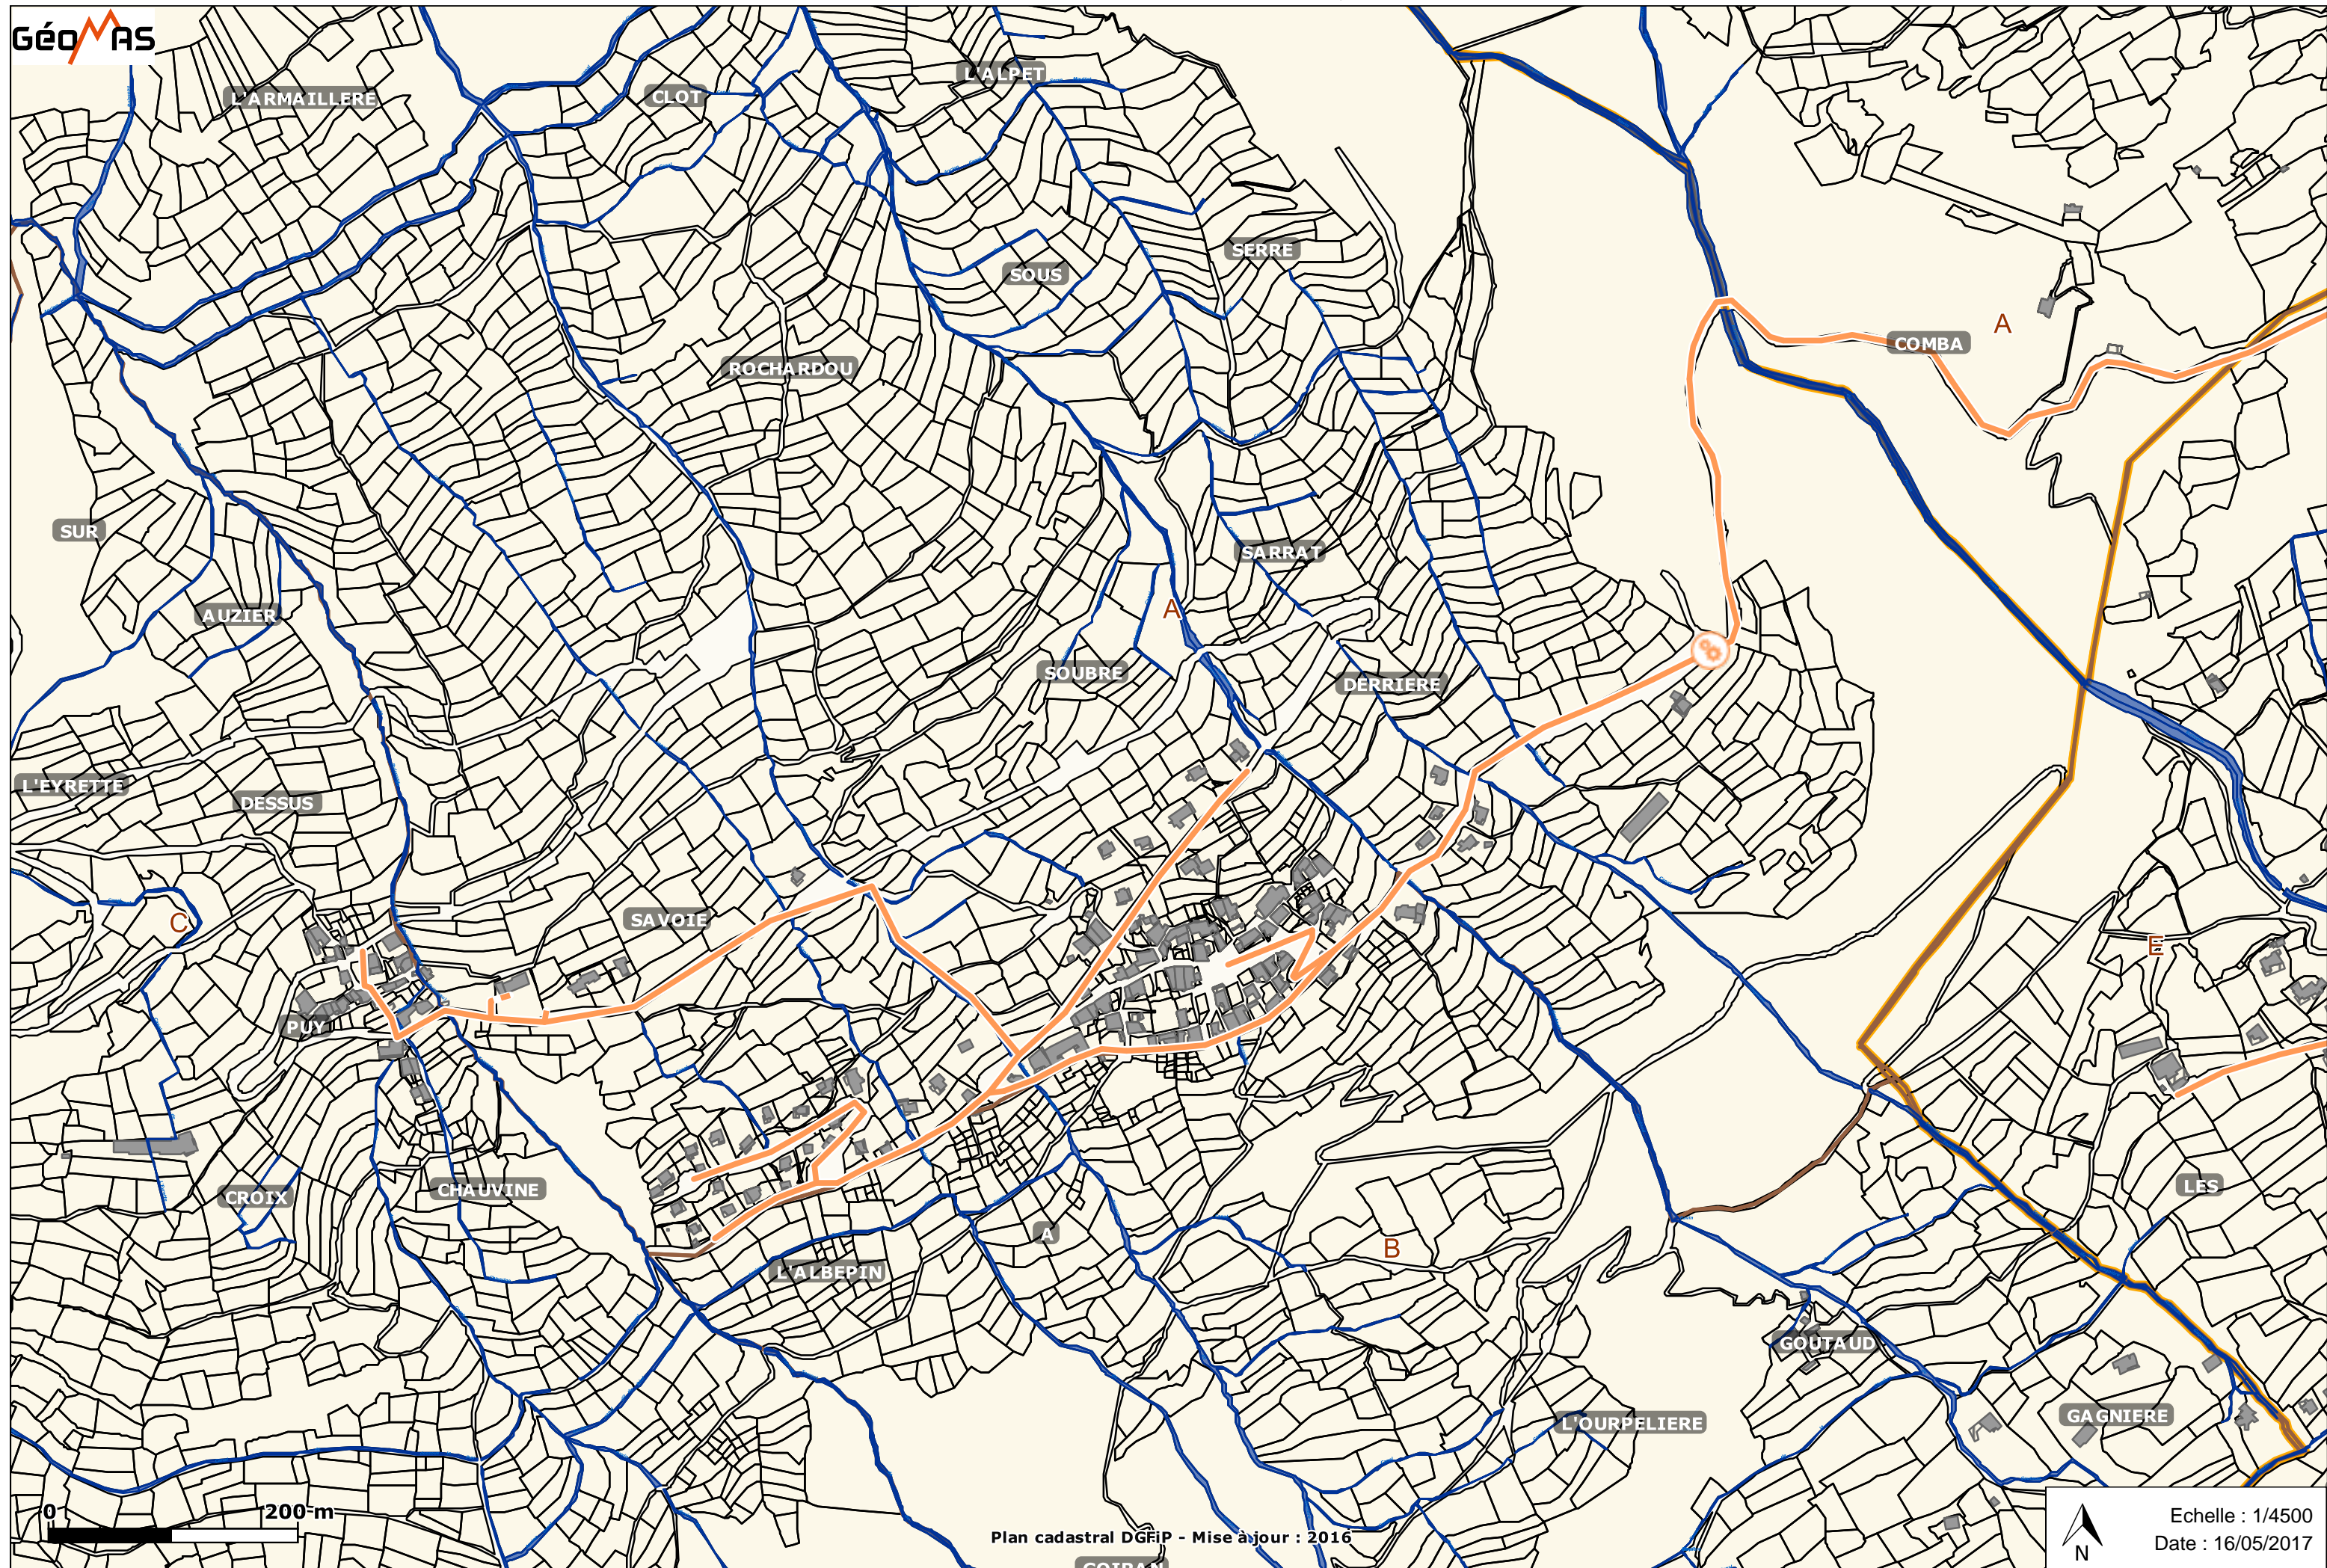 GéoMAS
L'ALPET
CLOT
L'ARMAILLERE
SERRE
SOUS
A
COMBA
ROCHARDOU
SUR
SARRAT
AUZIER
A
SOUBRE
DERRIERE
L'EYRETTE
DESSUS
C
SAVOIE
E
PUY
LES
CROIX
CHAUVINE
A
B
L'ALBEPIN
GOUTAUD
GAGNIERE
L'OURPELIERE
0 200 m
Plan cadastral DGFiP - Mise à jour : 2016
Echelle : 1/4500
Date : 16/05/2017
N